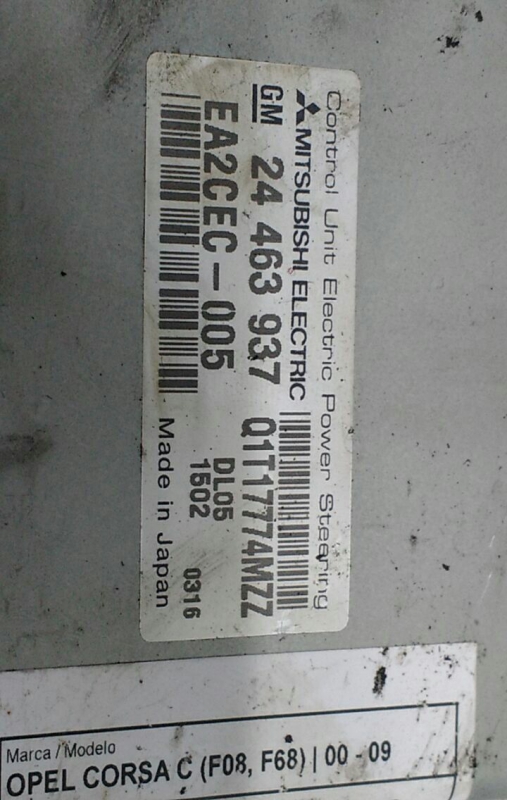 Control Unit Electric Power Steering
MITSUBISHI ELECTRIC
GM 24 463 937 Q1T17774MZZ
EA2CEC-005 DL05
1502
0316
Made in Japan
Marca / Modelo
OPEL CORSA C (F08, F68) | 00 - 09